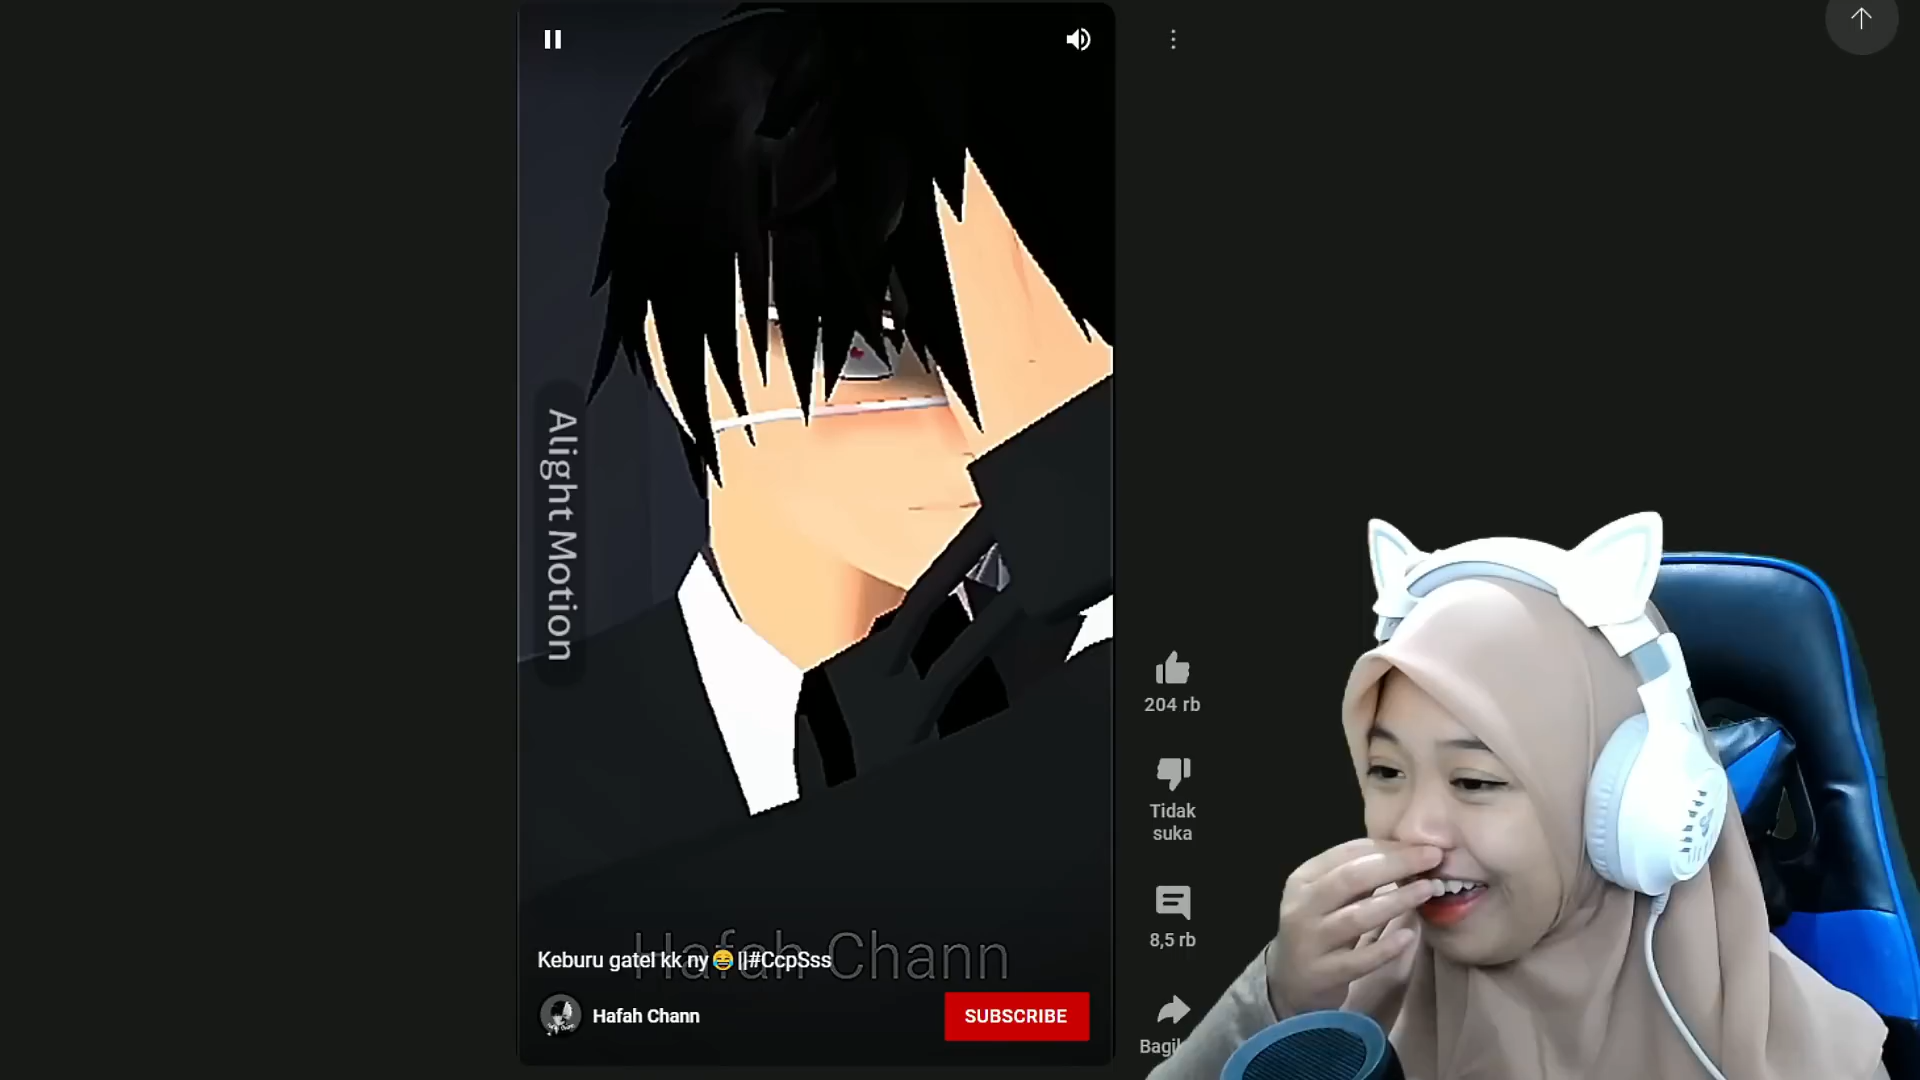 Alight Motion
204 rb
Tidak
suka
8,5 rb
Hafah Chann
Keburu gatel kk ny😂||#CcpSss
Hafah Chann
SUBSCRIBE
Bagi